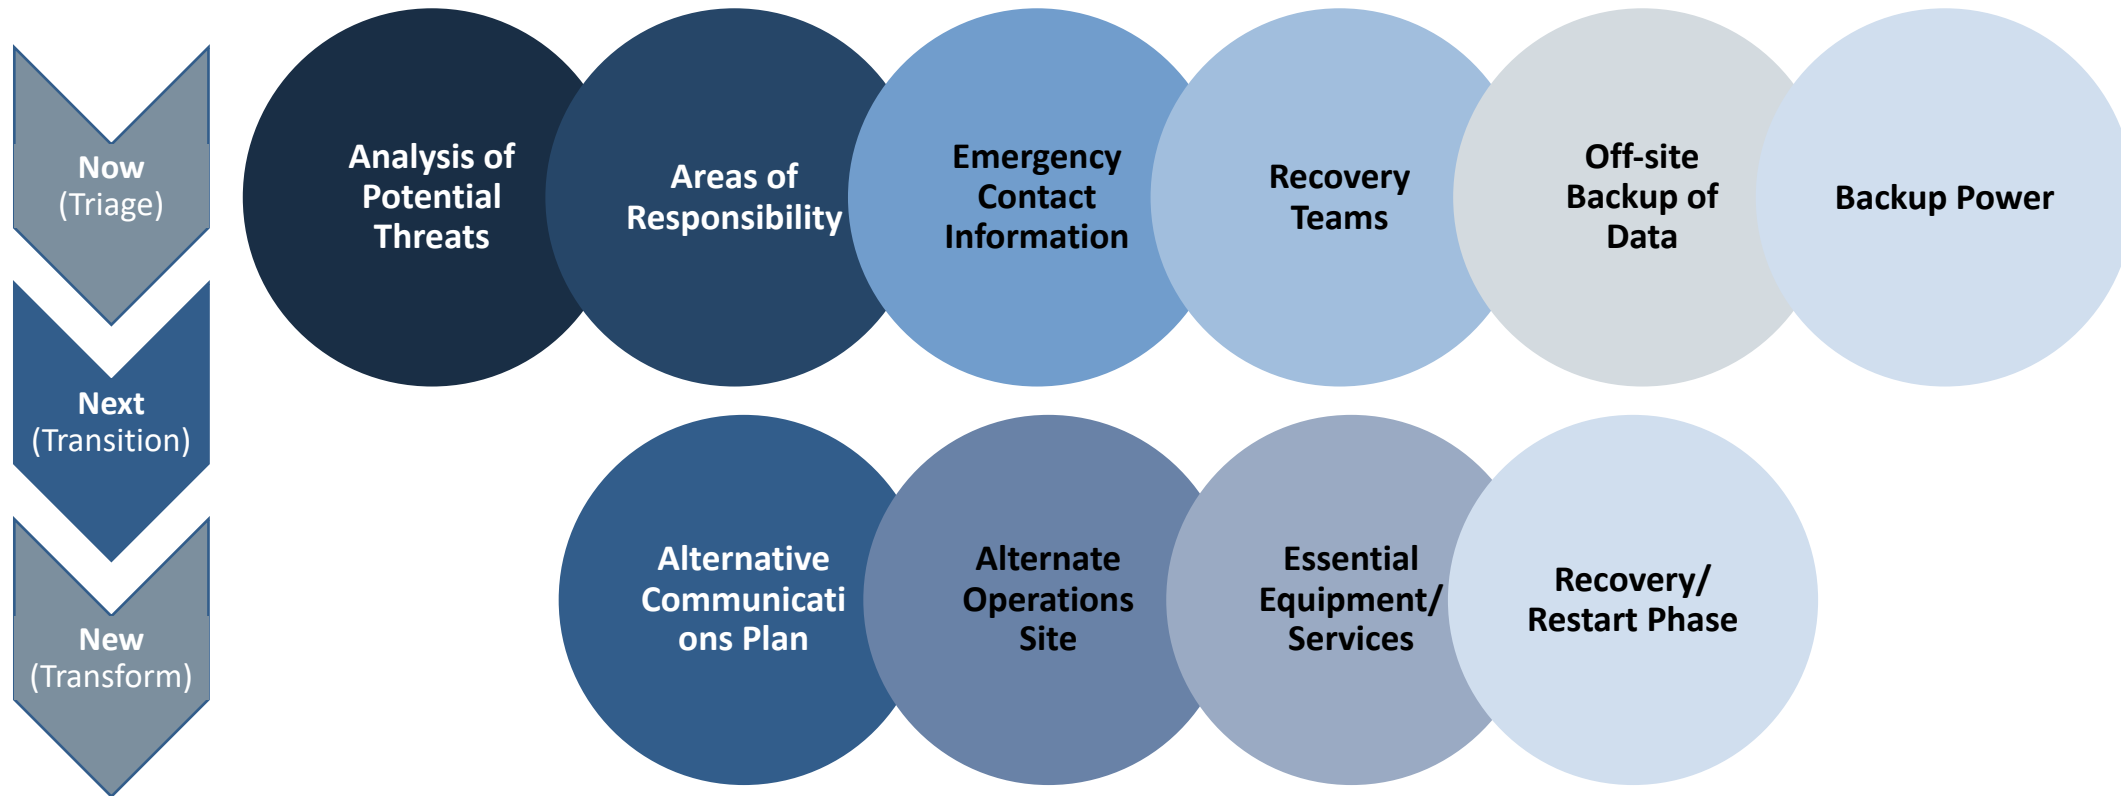 Now
(Triage)
Next
(Transition)
New
(Transform)
Analysis of
Potential
Threats
Areas of
Responsibility
Emergency
Contact
Information
Recovery
Teams
Off-site
Backup of
Data
Backup Power
Alternative
Communicati
ons Plan
Alternate
Operations
Site
Essential
Equipment/
Services
Recovery/
Restart Phase